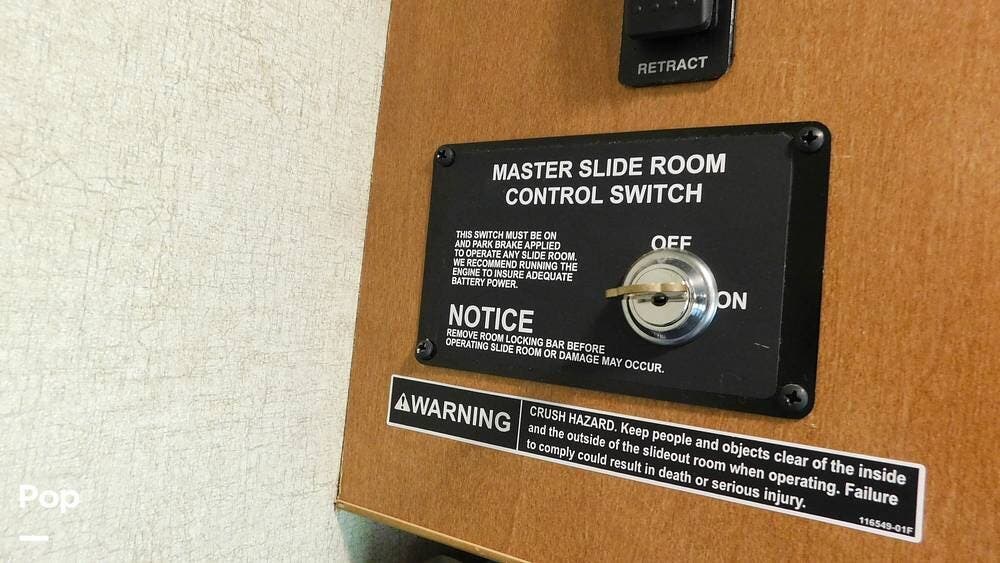 RETRACT
MASTER SLIDE ROOM
CONTROL SWITCH
THIS SWITCH MUST BE ON
AND PARK BRAKE APPLIED
TO OPERATE ANY SLIDE ROOM.
WE RECOMMEND RUNNING THE
ENGINE TO INSURE ADEQUATE
BATTERY POWER.
OFF
ON
NOTICE
REMOVE ROOM LOCKING BAR BEFORE
OPERATING SLIDE ROOM OR DAMAGE MAY OCCUR.
WARNING
CRUSH HAZARD. Keep people and objects clear of the inside
and the outside of the slideout room when operating. Failure
to comply could result in death or serious injury.
116549-01F
Pop